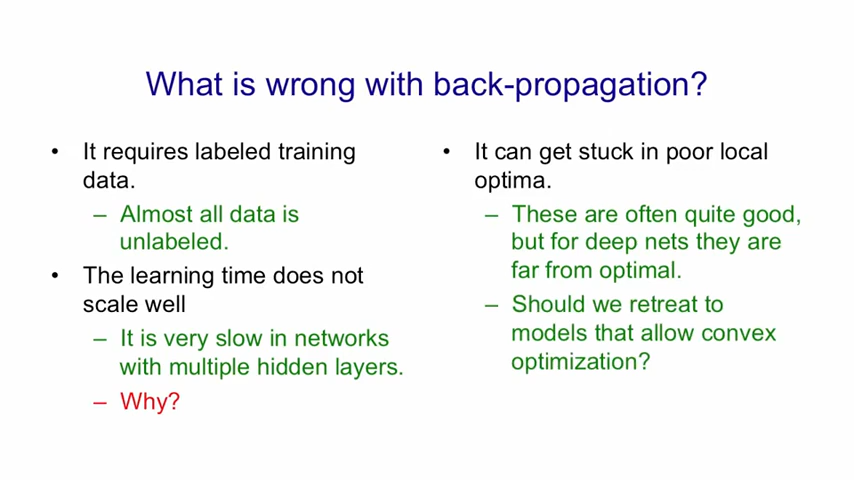 What is wrong with back-propagation?
• It requires labeled training
data.
– Almost all data is
unlabeled.
• The learning time does not
scale well
– It is very slow in networks
with multiple hidden layers.
– Why?
• It can get stuck in poor local
optima.
– These are often quite good,
but for deep nets they are
far from optimal.
– Should we retreat to
models that allow convex
optimization?